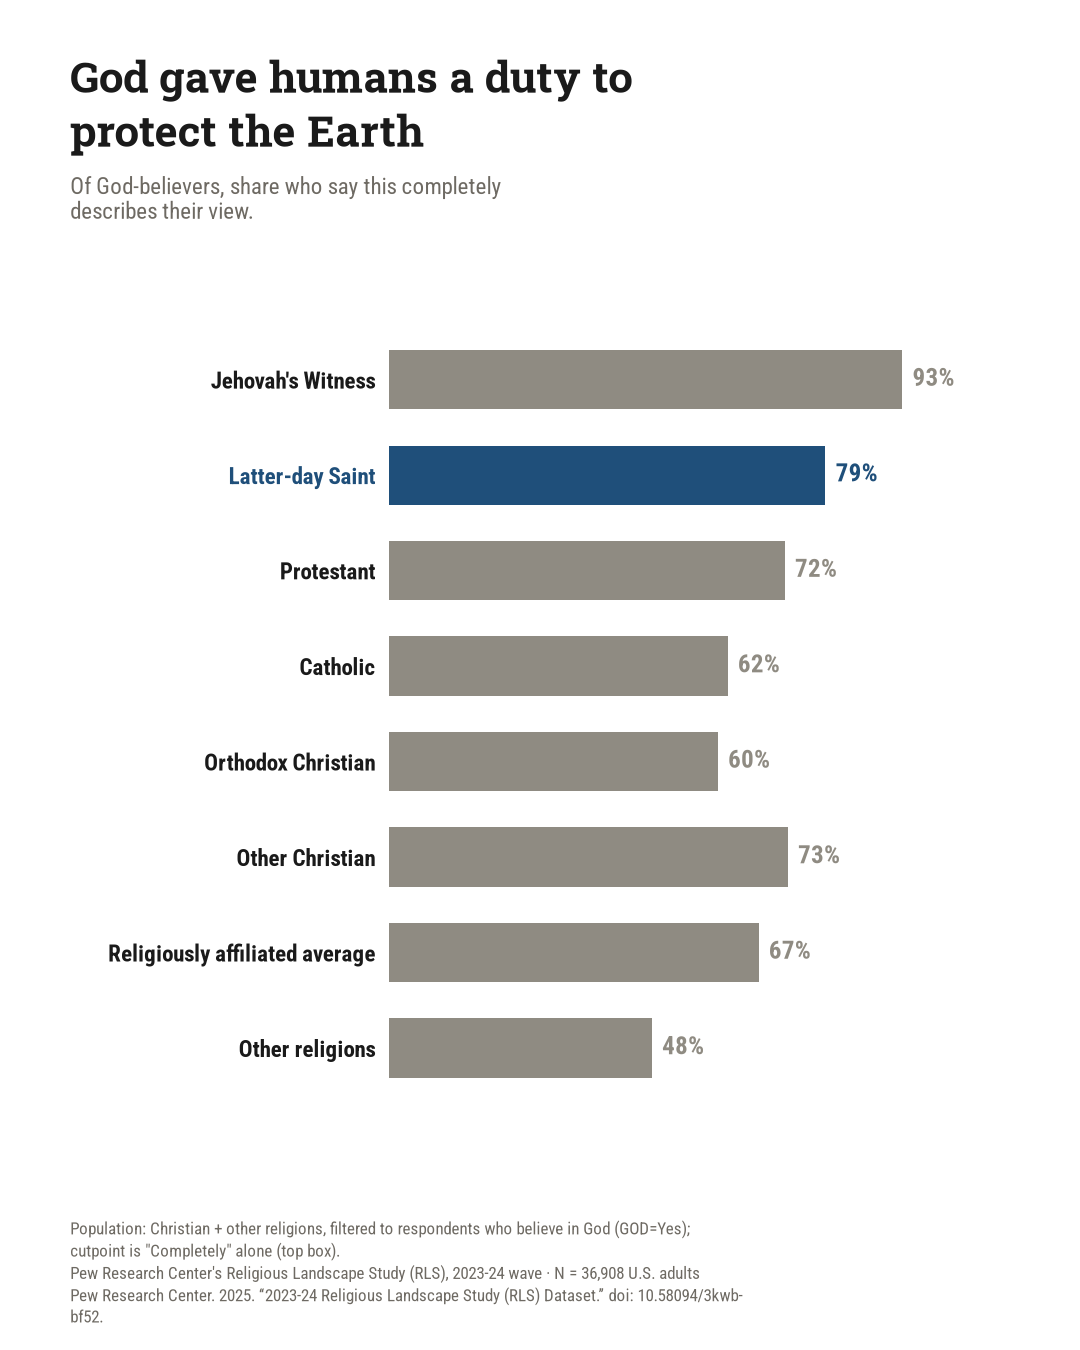 God gave humans a duty to
protect the Earth
Of God-believers, share who say this completely
describes their view.
Jehovah's Witness 93%
Latter-day Saint 79%
Protestant 72%
Catholic 62%
Orthodox Christian 60%
Other Christian 73%
Religiously affiliated average 67%
Other religions 48%
Population: Christian + other religions, filtered to respondents who believe in God (GOD=Yes);
cutpoint is "Completely" alone (top box).
Pew Research Center's Religious Landscape Study (RLS), 2023-24 wave · N = 36,908 U.S. adults
Pew Research Center. 2025. “2023-24 Religious Landscape Study (RLS) Dataset.” doi: 10.58094/3kwb-
bf52.